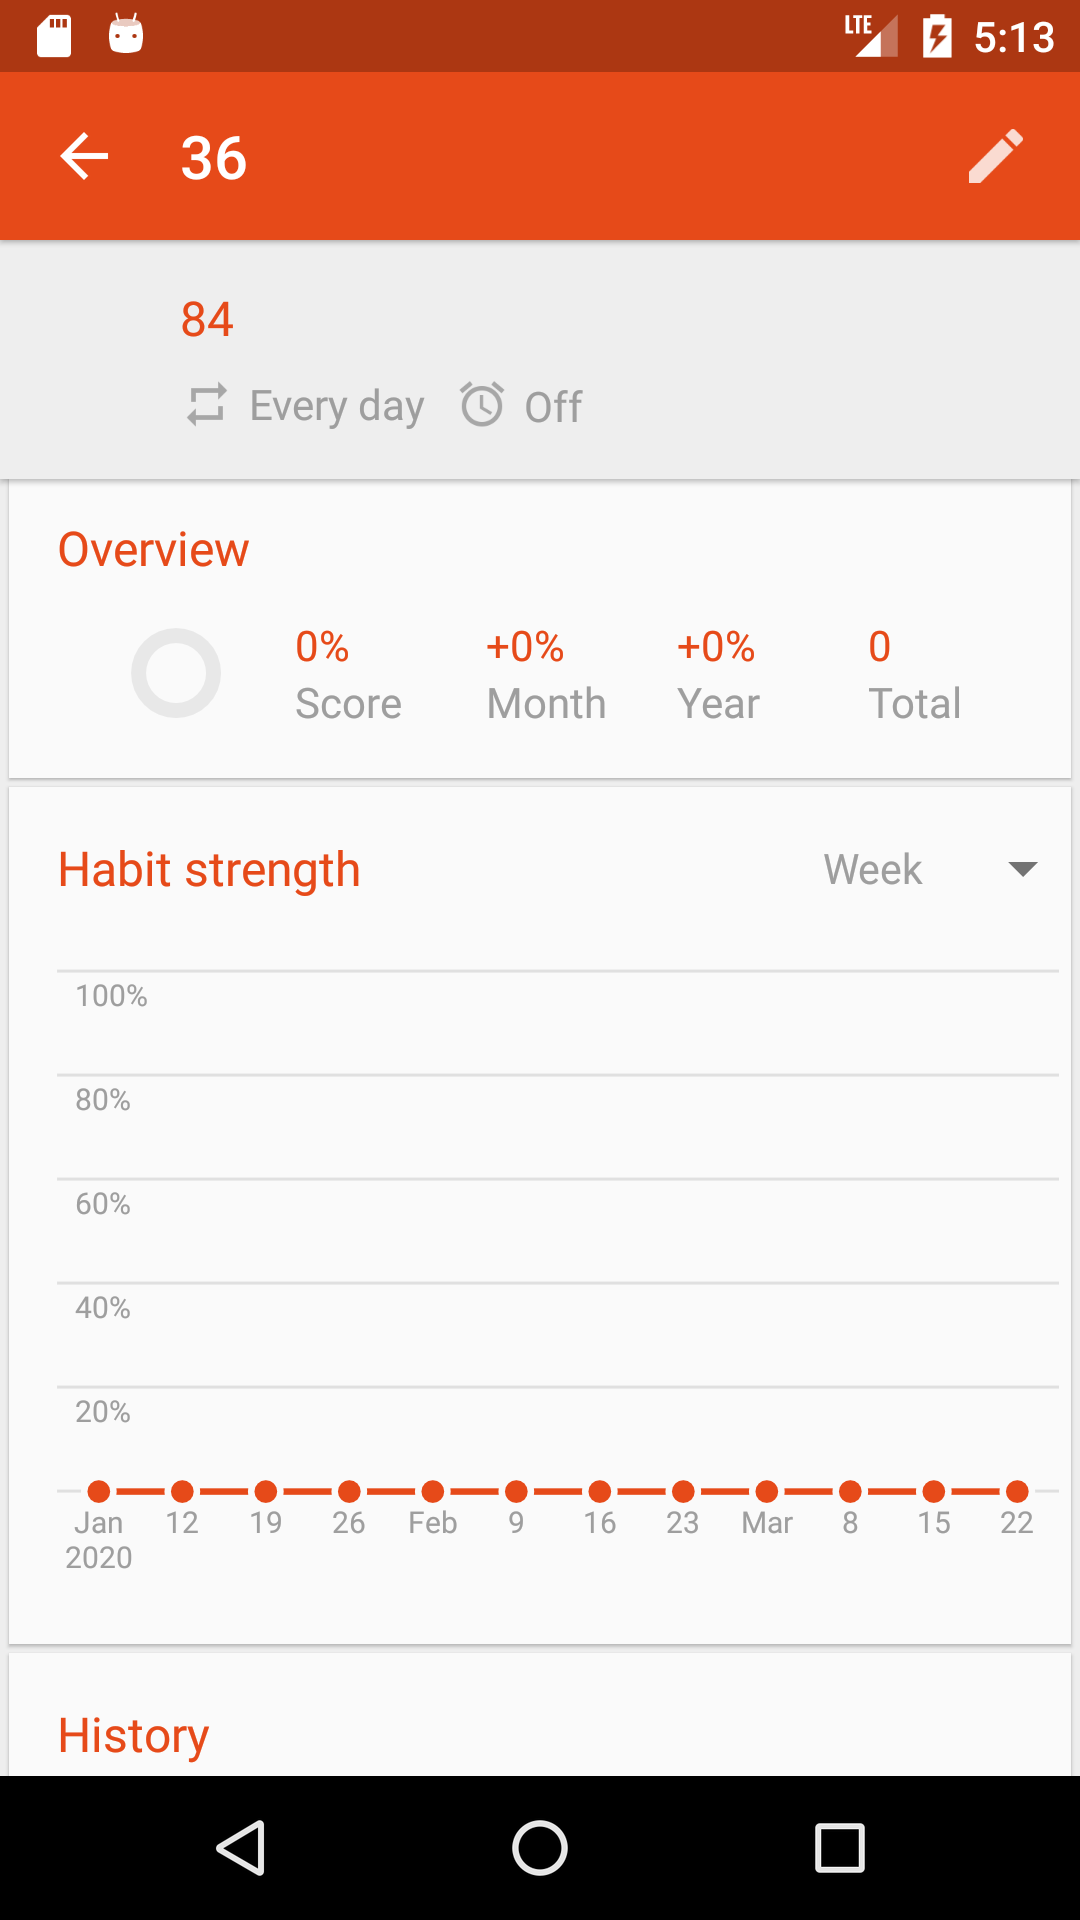 LTE 5:13
36
84
Every day Off
Overview
0% +0% +0% 0
Score Month Year Total
Habit strength Week
100%
80%
60%
40%
20%
Jan 12 19 26 Feb 9 16 23 Mar 8 15 22
2020
History